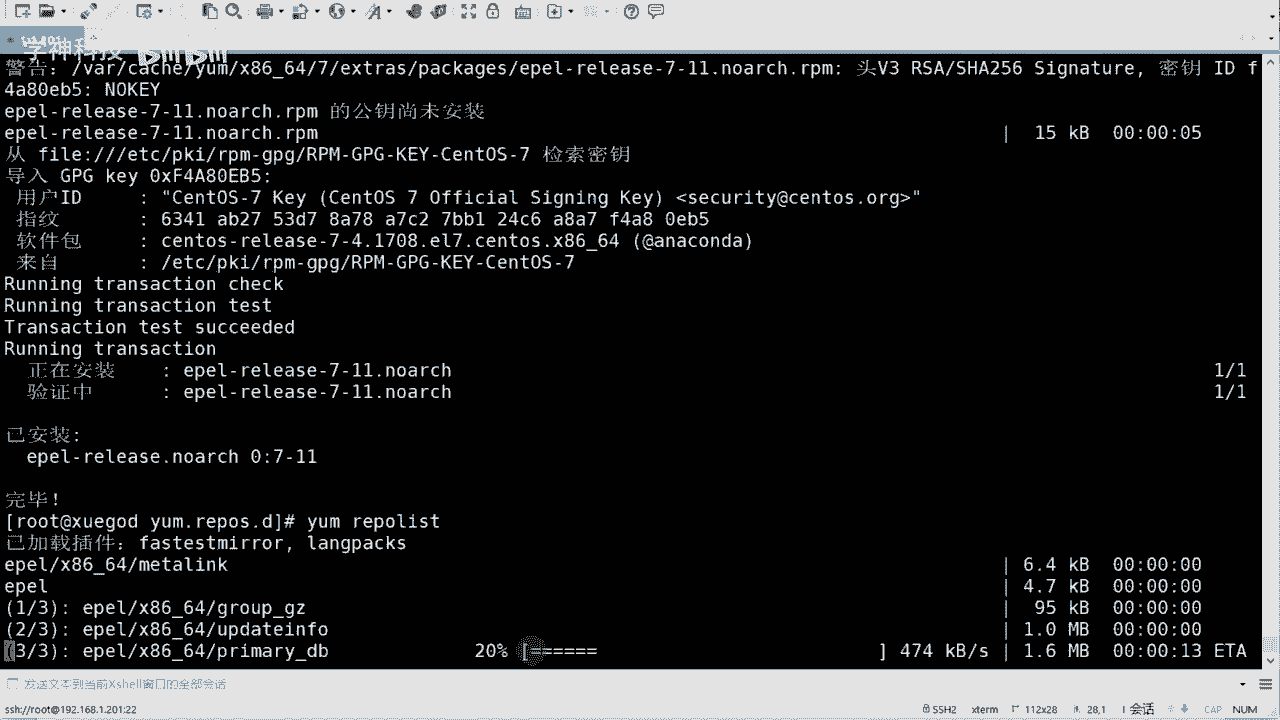 学神科技 bilibili
警告：/var/cache/yum/x86_64/7/extras/packages/epel-release-7-11.noarch.rpm: 头V3 RSA/SHA256 Signature, 密钥 ID f
4a80eb5: NOKEY
epel-release-7-11.noarch.rpm 的公钥尚未安装
epel-release-7-11.noarch.rpm | 15 kB 00:00:05
从 file:///etc/pki/rpm-gpg/RPM-GPG-KEY-CentOS-7 检索密钥
导入 GPG key 0xF4A80EB5:
用户ID : "CentOS-7 Key (CentOS 7 Official Signing Key) <security@centos.org>"
指纹 : 6341 ab27 53d7 8a78 a7c2 7bb1 24c6 a8a7 f4a8 0eb5
软件包 : centos-release-7-4.1708.el7.centos.x86_64 (@anaconda)
来自 : /etc/pki/rpm-gpg/RPM-GPG-KEY-CentOS-7
Running transaction check
Running transaction test
Transaction test succeeded
Running transaction
正在安装 : epel-release-7-11.noarch 1/1
验证中 : epel-release-7-11.noarch 1/1
已安装:
epel-release.noarch 0:7-11
完毕！
[root@xuegod yum.repos.d]# yum repolist
已加载插件：fastestmirror, langpacks
epel/x86_64/metalink | 6.4 kB 00:00:00
epel | 4.7 kB 00:00:00
(1/3): epel/x86_64/group_gz | 95 kB 00:00:00
(2/3): epel/x86_64/updateinfo | 1.0 MB 00:00:00
(3/3): epel/x86_64/primary_db 20% [====== ] 474 kB/s | 1.6 MB 00:00:13 ETA
发送文本到当前Xshell窗口的全部会话
ssh://root@192.168.1.201:22 SSH2 xterm 112x28 28,1 1 会话 CAP NUM